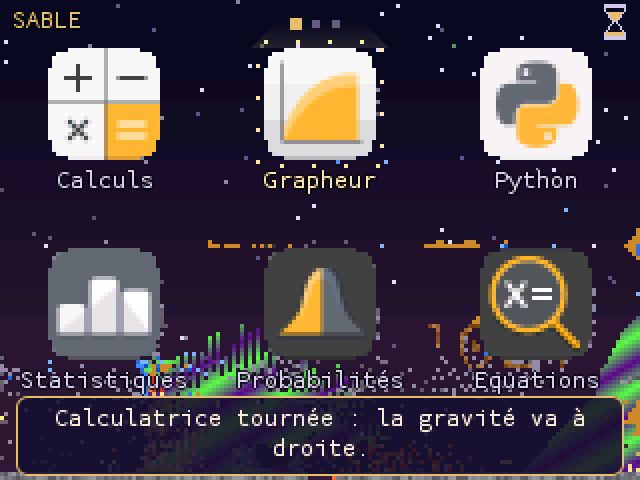 SABLE
Calculs
Grapheur
Python
x=
Statistiques
Probabilités
Equations
Calculatrice tournée : la gravité va à
droite.